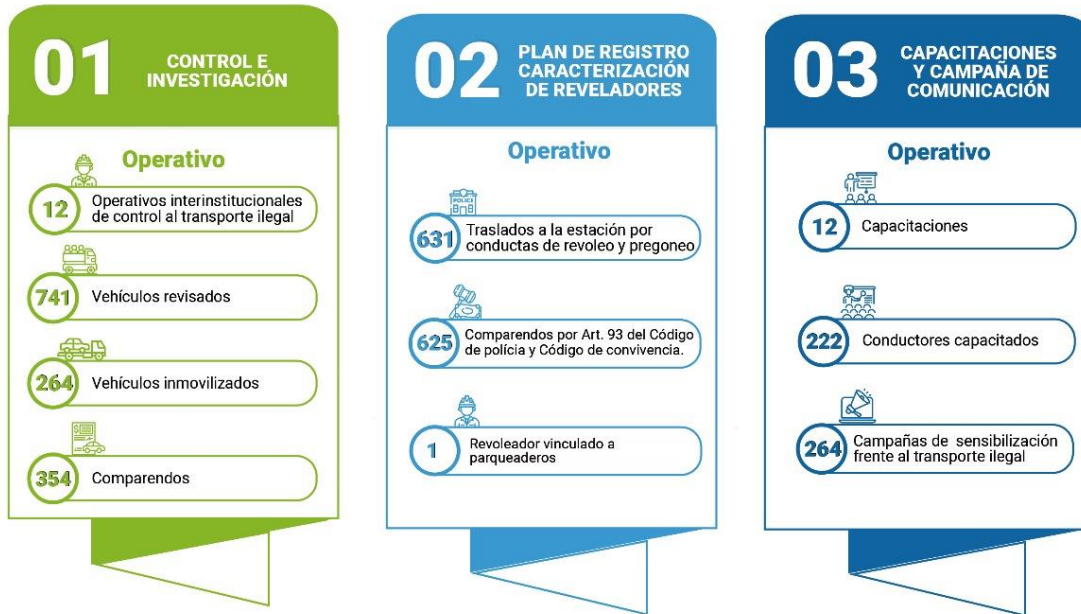 01
CONTROL E
INVESTIGACIÓN
Operativo
12
Operativos interinstitucionales
de control al transporte ilegal
741
Vehículos revisados
264
Vehículos inmovilizados
354
Comparendos
02
PLAN DE REGISTRO
CARACTERIZACIÓN
DE REVELADORES
Operativo
POLICE
631
Traslados a la estación por
conductas de revoleo y pregoneo
625
Comparendos por Art. 93 del Código
de polícía y Código de convivencia.
1
Revoleador vinculado a
parqueaderos
03
CAPACITACIONES
Y CAMPAÑA DE
COMUNICACIÓN
Operativo
12
Capacitaciones
222
Conductores capacitados
264
Campañas de sensibilización
frente al transporte ilegal